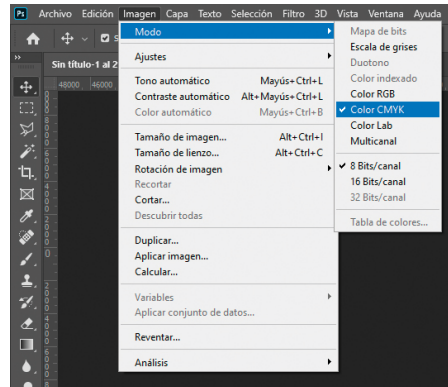 Ps Archivo Edición Imagen Capa Texto Selección Filtro 3D Vista Ventana Ayuda
Sin título-1 al 2
48000 46000
Modo
Ajustes
Tono automático Mayús+Ctrl+L
Contraste automático Alt+Mayús+Ctrl+L
Color automático Mayús+Ctrl+B
Tamaño de imagen... Alt+Ctrl+I
Tamaño de lienzo... Alt+Ctrl+C
Rotación de imagen
Recortar
Cortar...
Descubrir todas
Duplicar...
Aplicar imagen...
Calcular...
Variables
Aplicar conjunto de datos...
Reventar...
Análisis
Mapa de bits
Escala de grises
Duotono
Color indexado
Color RGB
Color CMYK
Color Lab
Multicanal
8 Bits/canal
16 Bits/canal
32 Bits/canal
Tabla de colores...